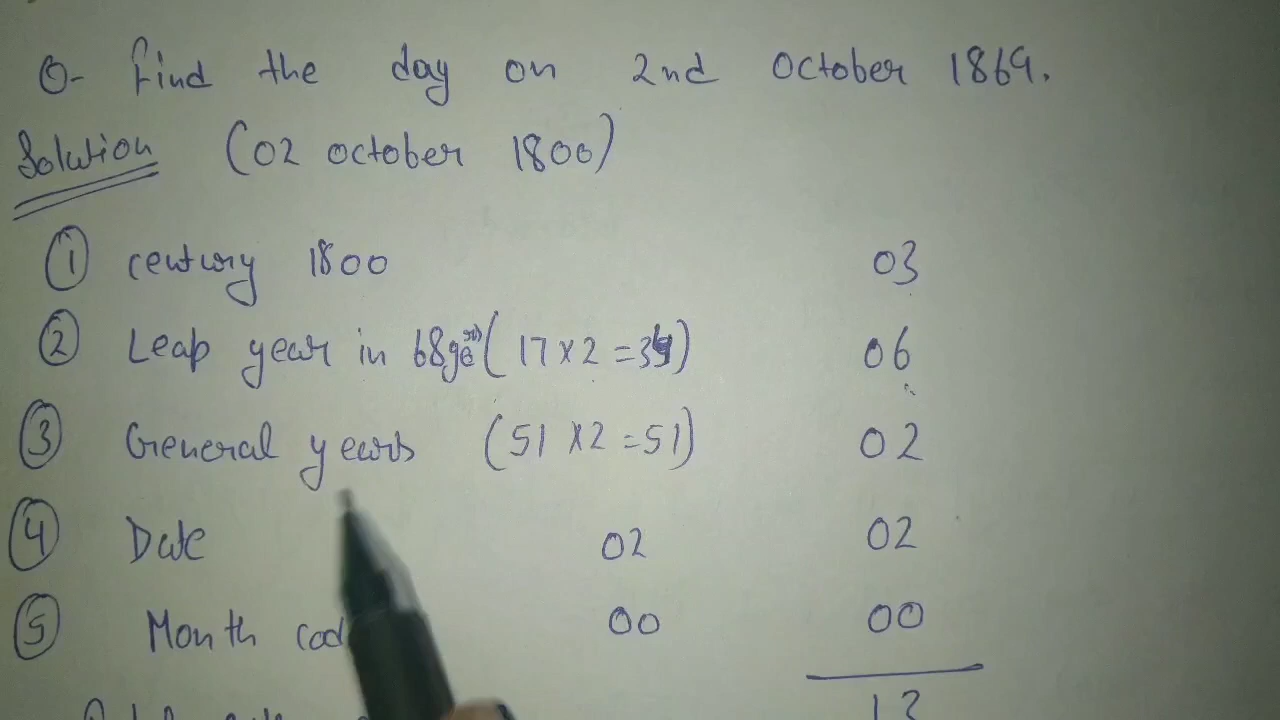 Q- Find the day on 2nd October 1869.
Solution (02 october 1800)
① century 1800 03
② Leap year in 68 (17 x 2 = 34) 06
③ General years (51 x 2 = 51) 02
④ Date 02 02
⑤ Month cod 00 00
13